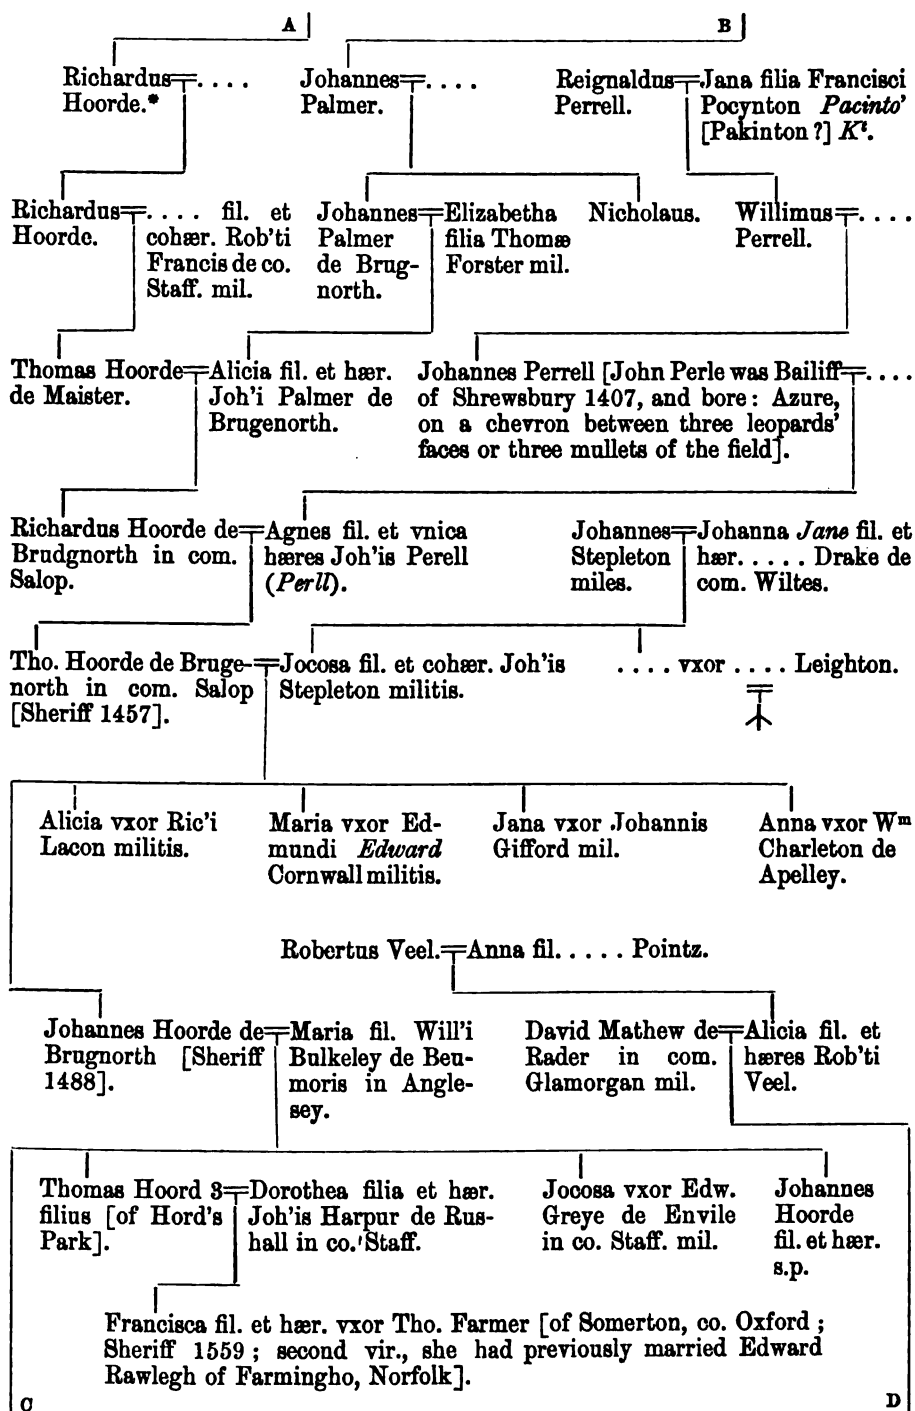 A B
Richardus=. . . .
Hoorde.*
Johannes=. . . .
Palmer.
Reignaldus=Jana filia Francisci
Perrell. Pocynton Pacinto'
[Pakinton ?] Kt.
Richardus=. . . . fil. et
Hoorde. cohær. Rob'ti
Francis de co.
Staff. mil.
Johannes=Elizabetha
Palmer filia Thomæ
de Brug- Forster mil.
north.
Nicholaus.
Willimus=. . . .
Perrell.
Thomas Hoorde=Alicia fil. et hær.
de Maister. Joh'i Palmer de
Brugenorth.
Johannes Perrell [John Perle was Bailiff=. . . .
of Shrewsbury 1407, and bore: Azure,
on a chevron between three leopards'
faces or three mullets of the field].
Richardus Hoorde de=Agnes fil. et vnica
Brudgnorth in com. hæres Joh'is Perell
Salop. (Perll).
Johannes=Johanna Jane fil. et
Stepleton hær. . . . . Drake de
miles. com. Wiltes.
Tho. Hoorde de Bruge-=Jocosa fil. et cohær. Joh'is
north in com. Salop Stepleton militis.
[Sheriff 1457].
. . . . vxor . . . . Leighton.
Alicia vxor Ric'i
Lacon militis.
Maria vxor Ed-
mundi Edward
Cornwall militis.
Jana vxor Johannis
Gifford mil.
Anna vxor Wm
Charleton de
Apelley.
Robertus Veel.=Anna fil. . . . . Pointz.
Johannes Hoorde de=Maria fil. Will'i
Brugnorth [Sheriff Bulkeley de Beu-
1488]. moris in Angle-
sey.
David Mathew de=Alicia fil. et
Rader in com. hæres Rob'ti
Glamorgan mil. Veel.
Thomas Hoord 3=Dorothea filia et hær.
filius [of Hord's Joh'is Harpur de Rus-
Park]. hall in co. Staff.
Jocosa vxor Edw.
Greye de Envile
in co. Staff. mil.
Johannes
Hoorde
fil. et hær.
s.p.
Francisca fil. et hær. vxor Tho. Farmer [of Somerton, co. Oxford ;
Sheriff 1559 ; second vir., she had previously married Edward
Rawlegh of Farmingho, Norfolk].
C D